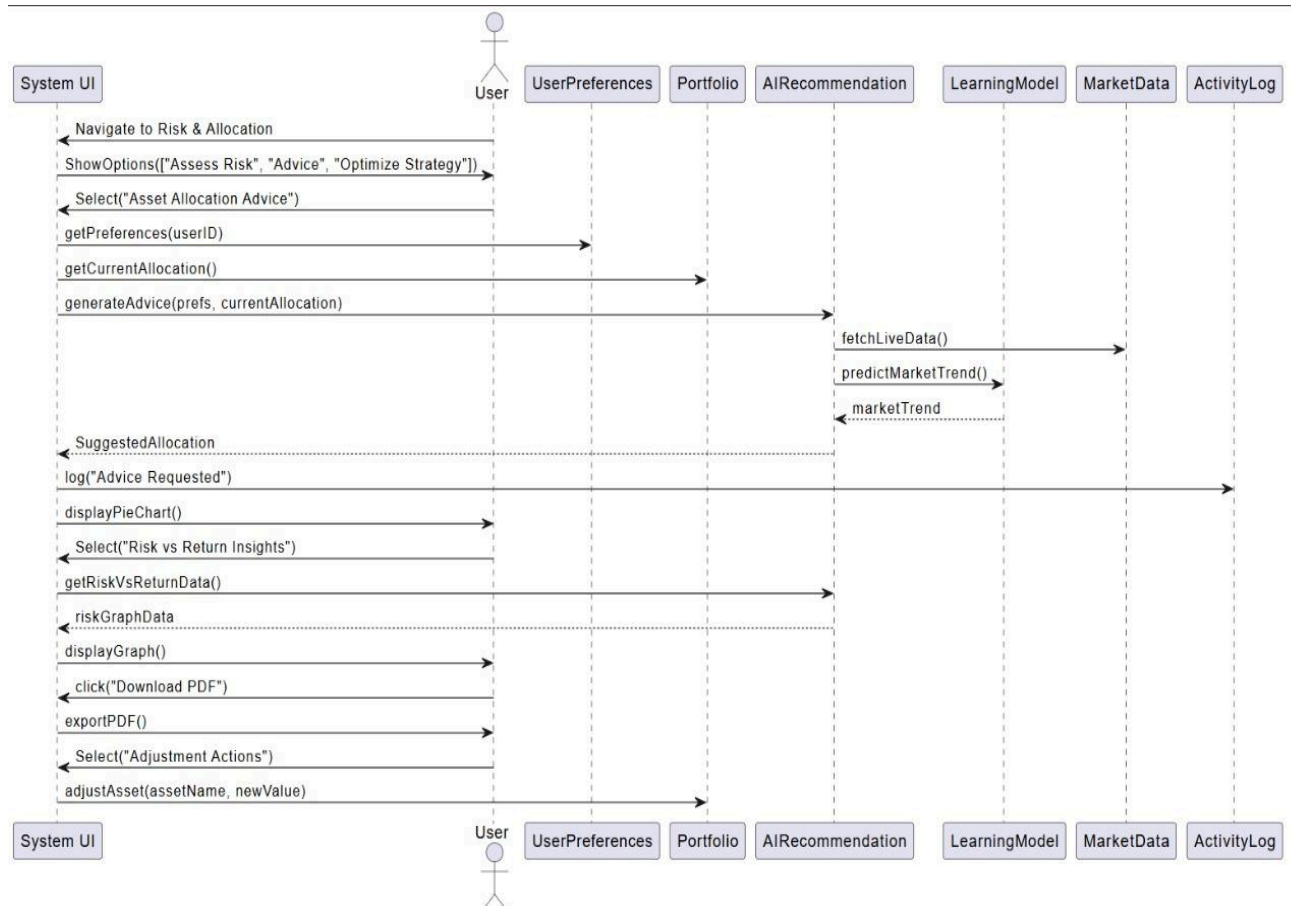 System UI
User
UserPreferences
Portfolio
AIRecommendation
LearningModel
MarketData
ActivityLog
Navigate to Risk & Allocation
ShowOptions(["Assess Risk", "Advice", "Optimize Strategy"])
Select("Asset Allocation Advice")
getPreferences(userID)
getCurrentAllocation()
generateAdvice(prefs, currentAllocation)
fetchLiveData()
predictMarketTrend()
marketTrend
SuggestedAllocation
log("Advice Requested")
displayPieChart()
Select("Risk vs Return Insights")
getRiskVsReturnData()
riskGraphData
displayGraph()
click("Download PDF")
exportPDF()
Select("Adjustment Actions")
adjustAsset(assetName, newValue)
System UI
User
UserPreferences
Portfolio
AIRecommendation
LearningModel
MarketData
ActivityLog